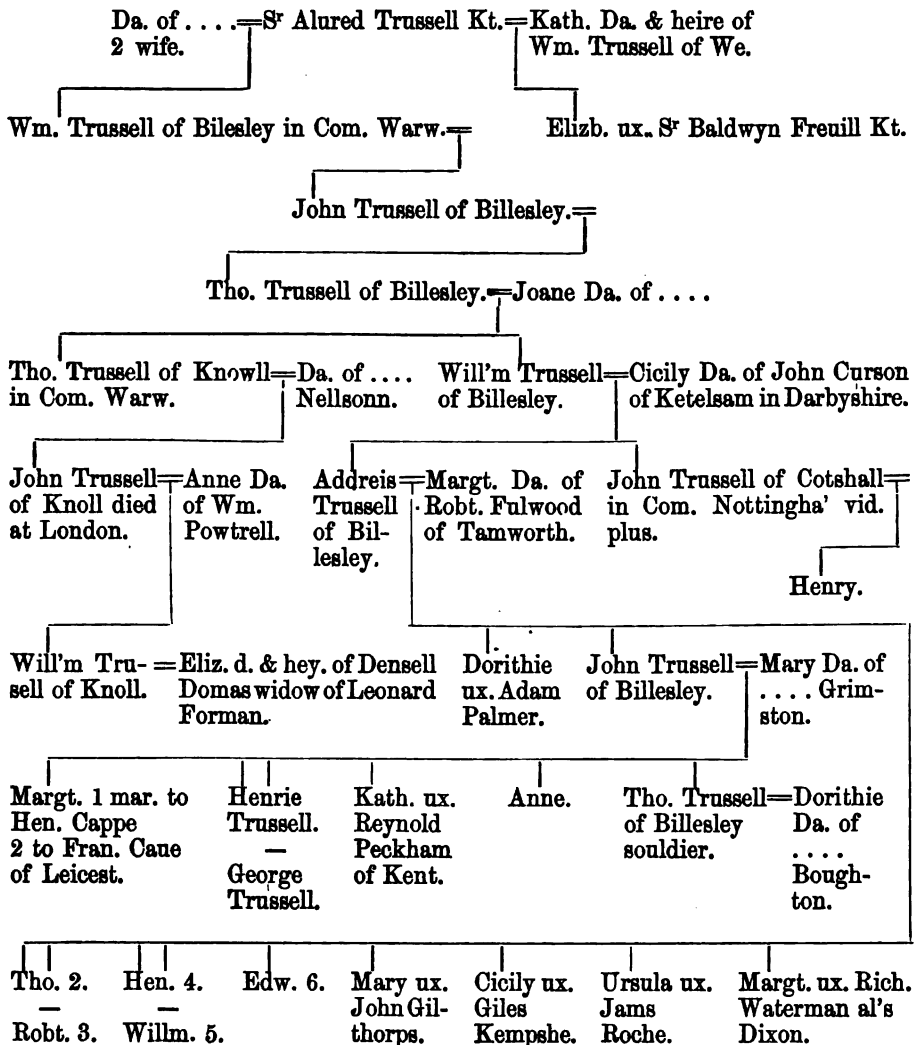 Da. of . . . .=Sr Alured Trussell Kt.=Kath. Da. & heire of
2 wife. Wm. Trussell of We.
Wm. Trussell of Bilesley in Com. Warw.= Elizb. ux. Sr Baldwyn Freuill Kt.
John Trussell of Billesley.=
Tho. Trussell of Billesley.=Joane Da. of . . . .
Tho. Trussell of Knowll=Da. of . . . . Will'm Trussell=Cicily Da. of John Curson
in Com. Warw. Nellsonn. of Billesley. of Ketelsam in Darbyshire.
John Trussell=Anne Da. Addreis=Margt. Da. of John Trussell of Cotshall=
of Knoll died of Wm. Trussell Robt. Fulwood in Com. Nottingha' vid.
at London. Powtrell. of Bil- of Tamworth. plus.
lesley.
Henry.
Will'm Tru-=Eliz. d. & hey. of Densell Dorithie John Trussell=Mary Da. of
sell of Knoll. Domas widow of Leonard ux. Adam of Billesley. . . . . Grim-
Forman. Palmer. ston.
Margt. 1 mar. to Henrie Kath. ux. Anne. Tho. Trussell=Dorithie
Hen. Cappe Trussell. Reynold of Billesley Da. of
2 to Fran. Caue — Peckham souldier. . . . .
of Leicest. George of Kent. Bough-
Trussell. ton.
Tho. 2. Hen. 4. Edw. 6. Mary ux. Cicily ux. Ursula ux. Margt. ux. Rich.
— — John Gil- Giles Jams Waterman al's
Robt. 3. Willm. 5. thorps. Kempshe. Roche. Dixon.